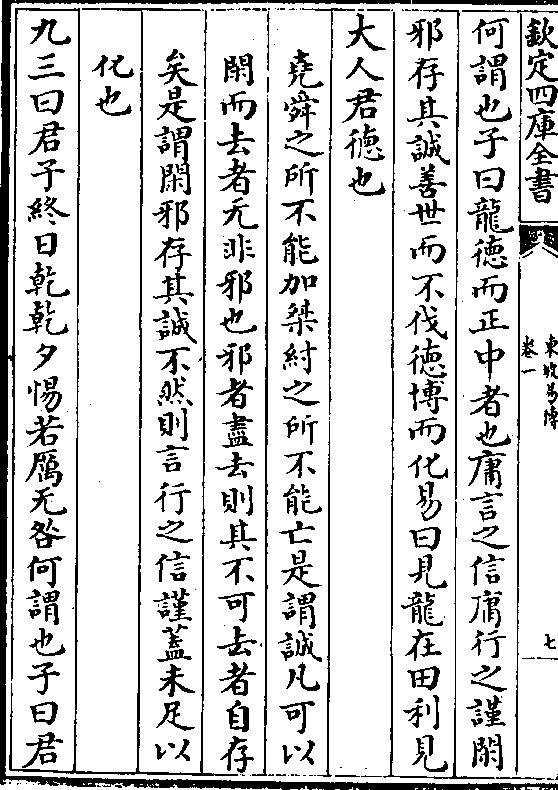 欽定四庫全書
東坡易傳
卷一
七
何謂也子曰龍德而正中者也庸言之信庸行之謹閑
邪存其誠善世而不伐德博而化易曰見龍在田利見
大人君德也
堯舜之所不能加桀紂之所不能亡是謂誠凡可以
閑而去者无非邪也邪者盡去則其不可去者自存
矣是謂閑邪存其誠不然則言行之信謹蓋未足以
化也
九三曰君子終日乾乾夕惕若厲无咎何謂也子曰君